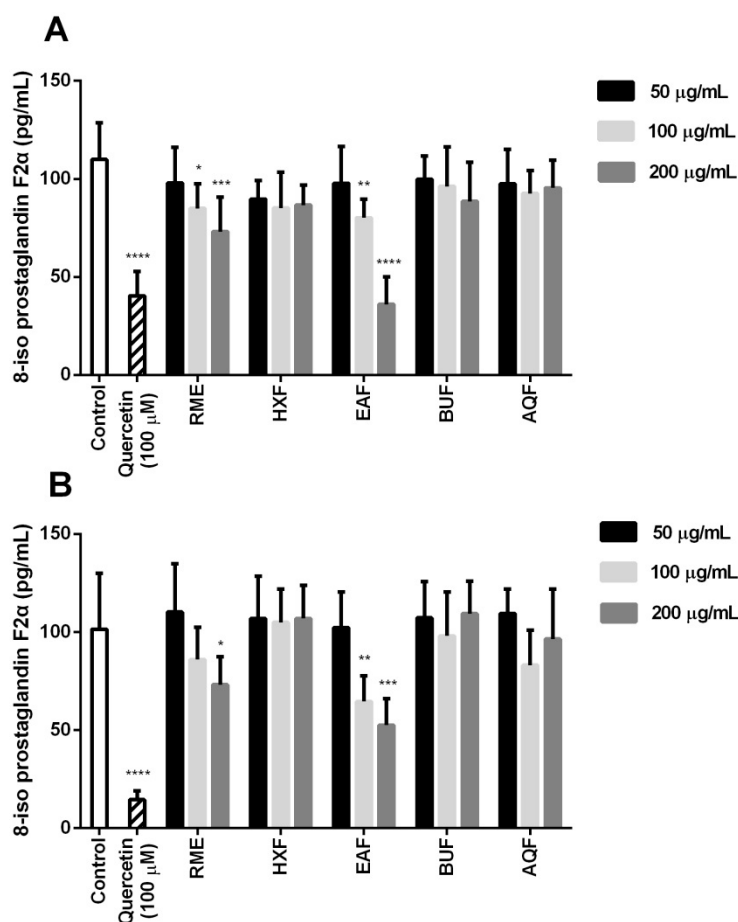 A
8-iso prostaglandin F2α (pg/mL)
150
100
50
0
****
*
***
**
****
Control
Quercetin
(100 μM)
RME
HXF
EAF
BUF
AQF
50 μg/mL
100 μg/mL
200 μg/mL
B
8-iso prostaglandin F2α (pg/mL)
150
100
50
0
****
*
**
***
Control
Quercetin
(100 μM)
RME
HXF
EAF
BUF
AQF
50 μg/mL
100 μg/mL
200 μg/mL